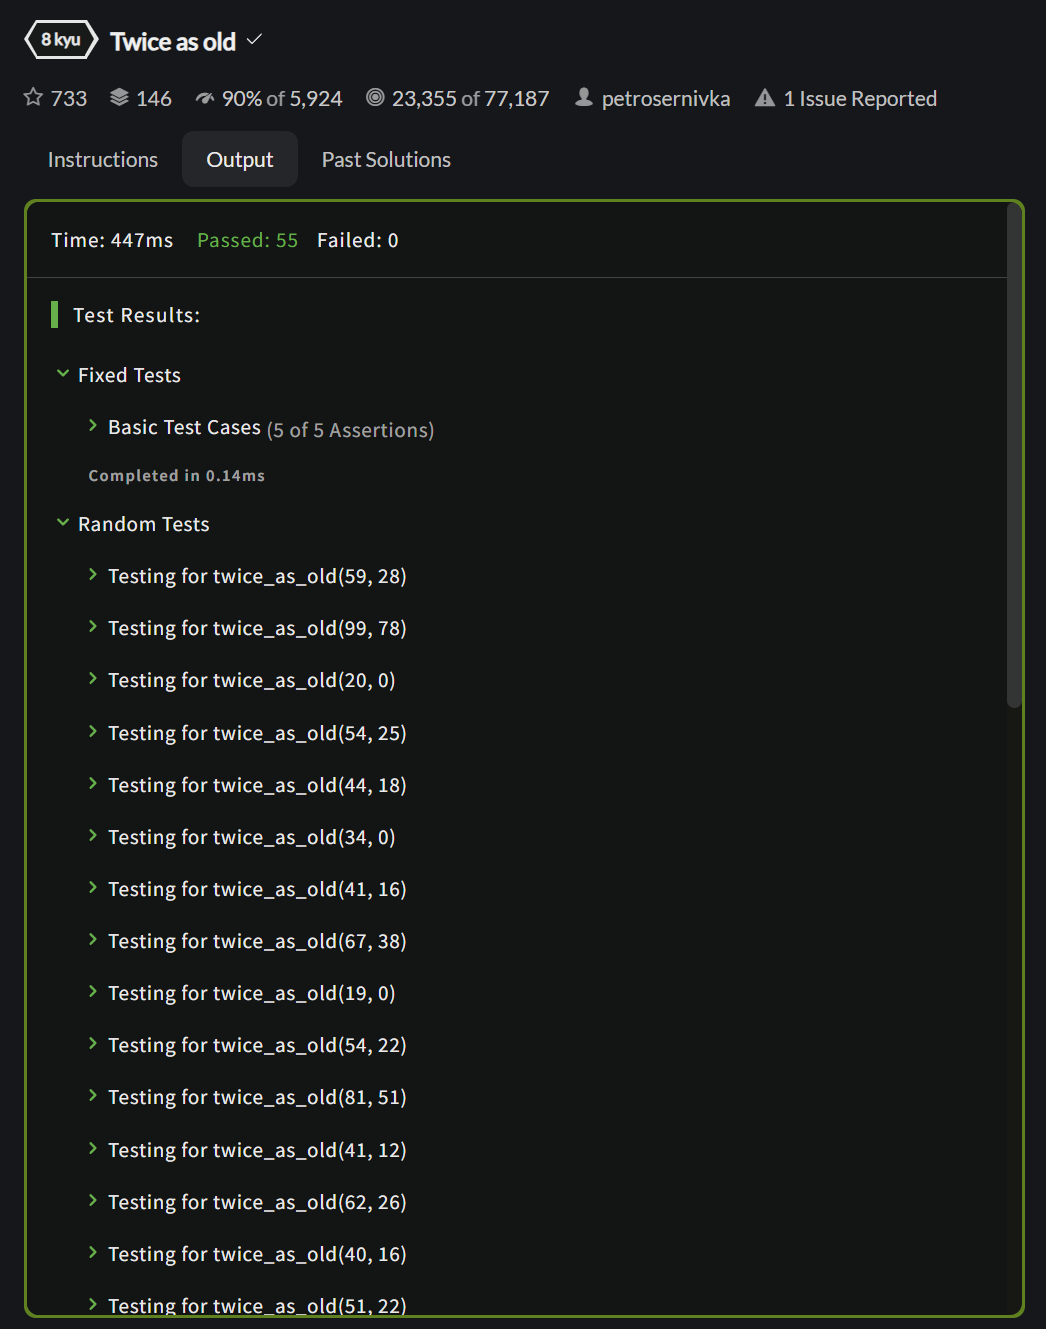 8 kyu Twice as old
733 146 90% of 5,924 23,355 of 77,187 petrosernivka 1 Issue Reported
Instructions Output Past Solutions
Time: 447ms Passed: 55 Failed: 0
Test Results:
Fixed Tests
Basic Test Cases (5 of 5 Assertions)
Completed in 0.14ms
Random Tests
Testing for twice_as_old(59, 28)
Testing for twice_as_old(99, 78)
Testing for twice_as_old(20, 0)
Testing for twice_as_old(54, 25)
Testing for twice_as_old(44, 18)
Testing for twice_as_old(34, 0)
Testing for twice_as_old(41, 16)
Testing for twice_as_old(67, 38)
Testing for twice_as_old(19, 0)
Testing for twice_as_old(54, 22)
Testing for twice_as_old(81, 51)
Testing for twice_as_old(41, 12)
Testing for twice_as_old(62, 26)
Testing for twice_as_old(40, 16)
Testing for twice_as_old(51, 22)